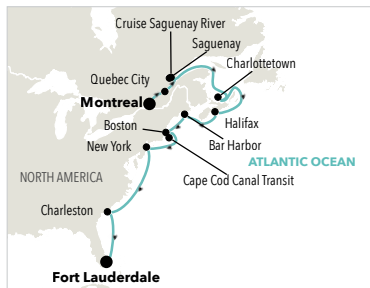 Cruise Saguenay River
Saguenay
Charlottetown
Quebec City
Montreal
Halifax
Boston
Bar Harbor
New York
ATLANTIC OCEAN
Cape Cod Canal Transit
NORTH AMERICA
Charleston
Fort Lauderdale